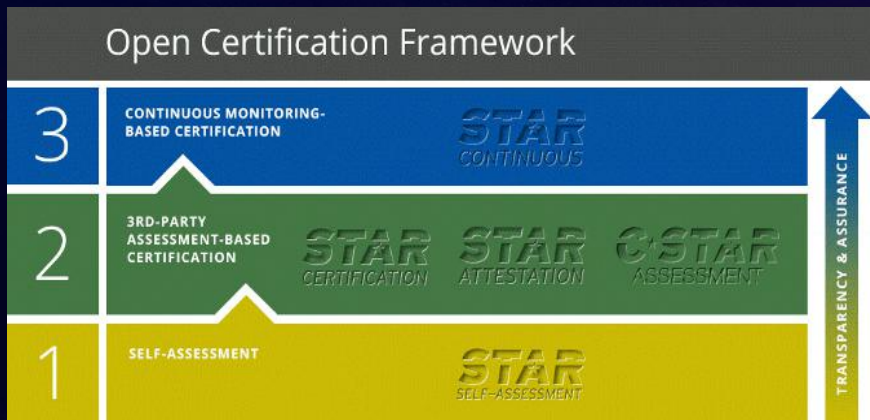 Open Certification Framework
3
CONTINUOUS MONITORING-
BASED CERTIFICATION
STAR
CONTINUOUS
2
3RD-PARTY
ASSESSMENT-BASED
CERTIFICATION
STAR
CERTIFICATION
STAR
ATTESTATION
C★STAR
ASSESSMENT
1
SELF-ASSESSMENT
STAR
SELF-ASSESSMENT
TRANSPARENCY & ASSURANCE